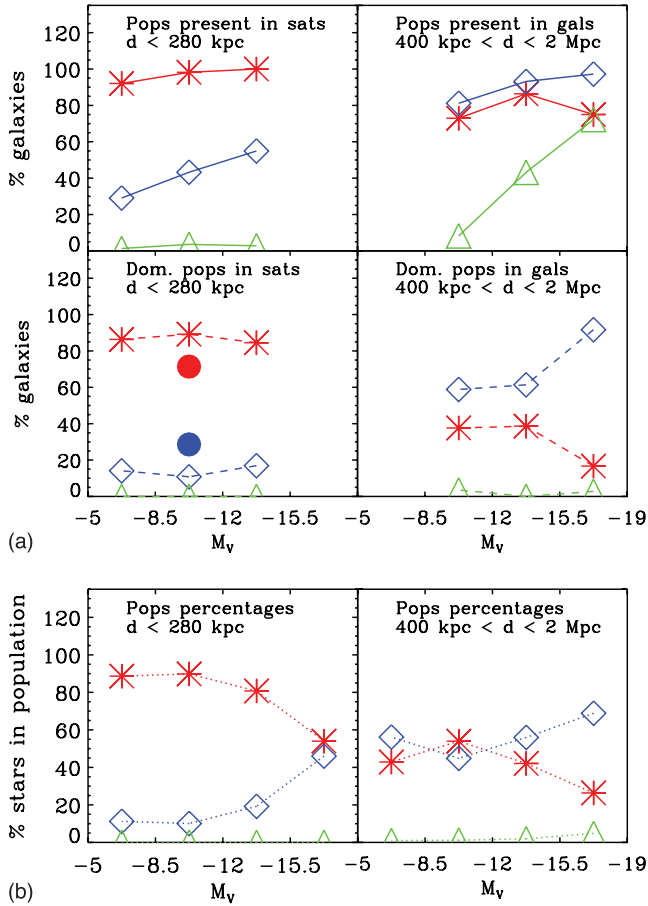 Pops present in sats
d < 280 kpc
Pops present in gals
400 kpc < d < 2 Mpc
% galaxies
120
100
80
60
40
20
0
Dom. pops in sats
d < 280 kpc
Dom. pops in gals
400 kpc < d < 2 Mpc
% galaxies
120
100
80
60
40
20
0
-5 -8.5 -12 -15.5 -5 -8.5 -12 -15.5 -19
(a)
M_V M_V
Pops percentages
d < 280 kpc
Pops percentages
400 kpc < d < 2 Mpc
% stars in population
120
100
80
60
40
20
0
-5 -8.5 -12 -15.5 -5 -8.5 -12 -15.5 -19
(b)
M_V M_V